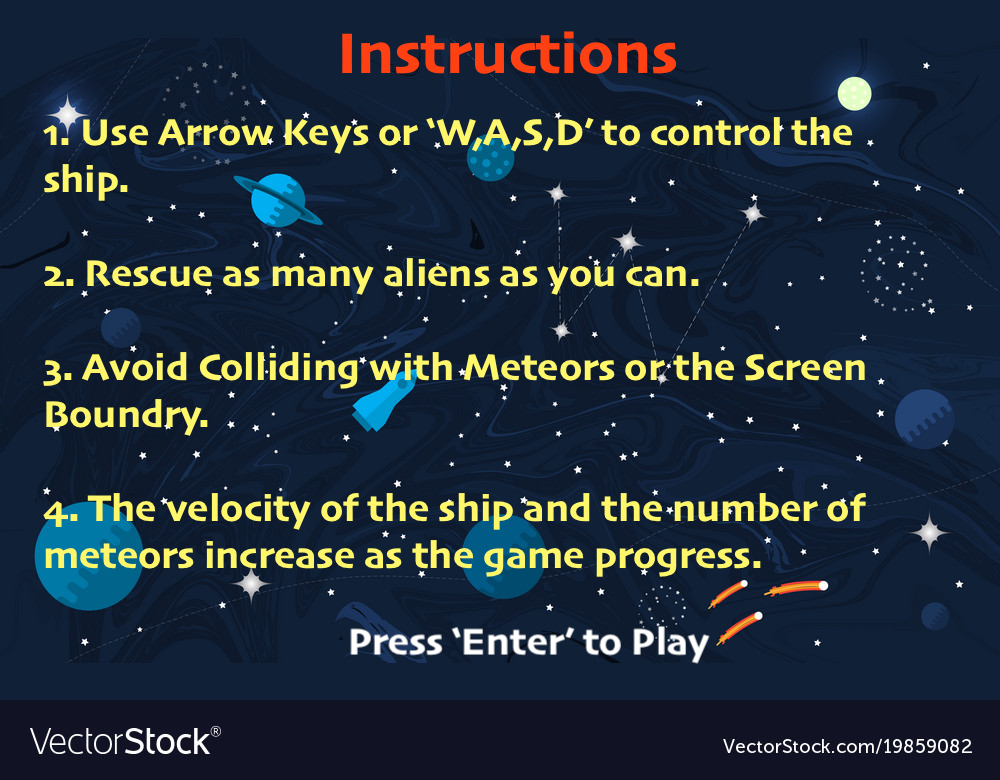 Instructions
1. Use Arrow Keys or ‘W,A,S,D’ to control the
ship.
2. Rescue as many aliens as you can.
3. Avoid Colliding with Meteors or the Screen
Boundry.
4. The velocity of the ship and the number of
meteors increase as the game progress.
Press ‘Enter’ to Play
VectorStock®
VectorStock.com/19859082